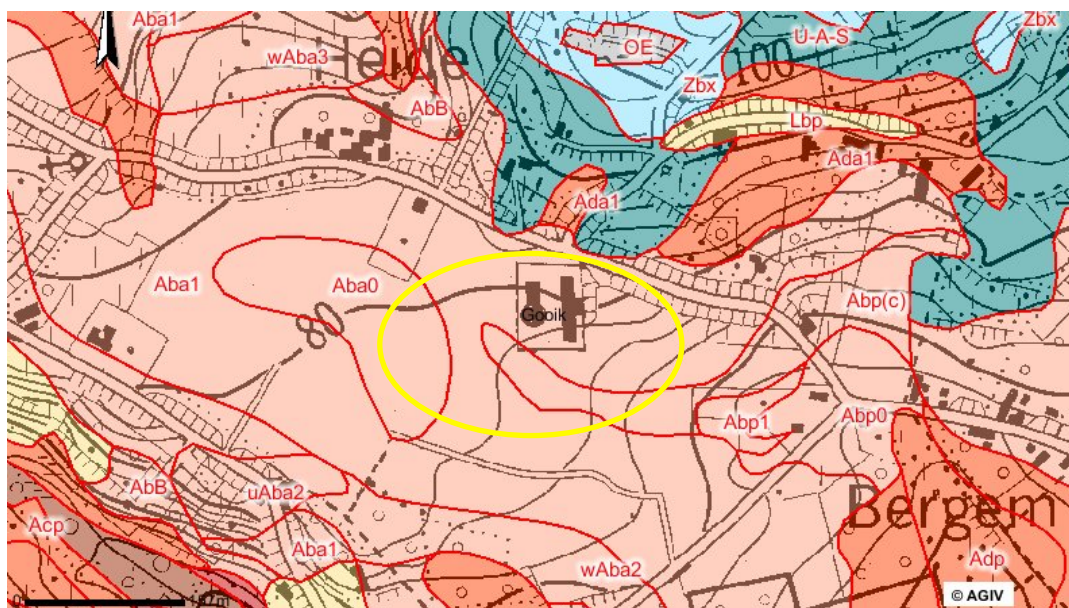 Aba1
Heide
OE
U-A-S
Zbx
wAba3
100
Zbx
AbB
Lbp
Ada1
Ada1
Aba1
Aba0
80
Gooik
Abp(c)
Abp1
Abp0
AbB
uAba2
Bergem
Acp
Aba1
wAba2
Adp
© AGIV